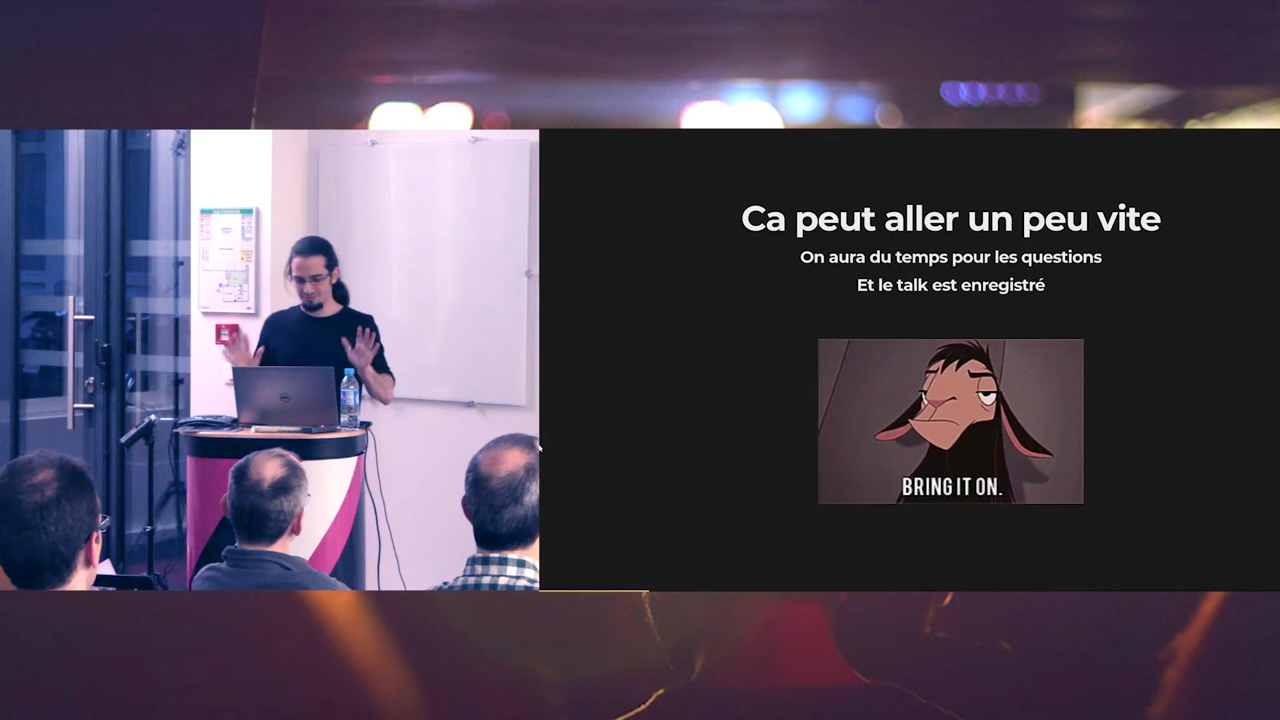 Ca peut aller un peu vite
On aura du temps pour les questions
Et le talk est enregistré
BRING IT ON.